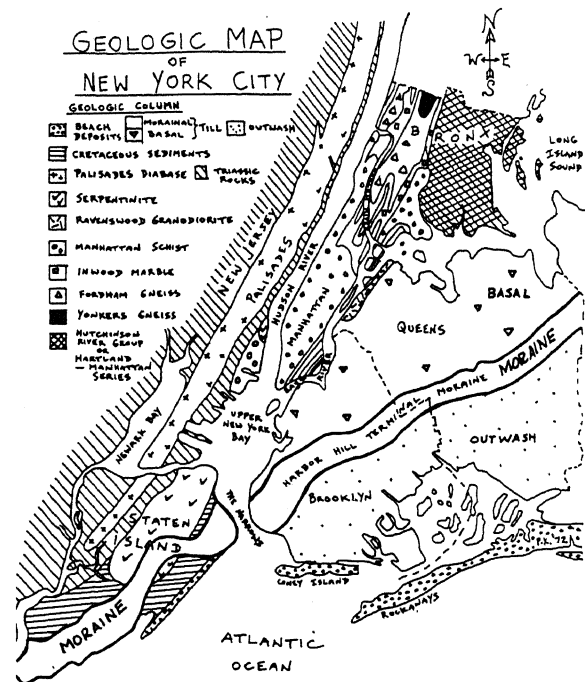 GEOLOGIC MAP
OF
NEW YORK CITY
GEOLOGIC COLUMN
BEACH DEPOSITS
MORAINAL
BASAL
TILL
OUTWASH
CRETACEOUS SEDIMENTS
PALISADES DIABASE
TRIASSIC ROCKS
SERPENTINITE
RAVENSWOOD GRANODIORITE
MANHATTAN SCHIST
INWOOD MARBLE
FORDHAM GNEISS
YONKERS GNEISS
HUTCHINSON
RIVER GROUP
OR
HARTLAND
— MANHATTAN
SERIES
N
W E
S
BRONX
LONG
ISLAND
SOUND
NEW JERSEY
PALISADES
HUDSON RIVER
MANHATTAN
RIVER
BASAL
QUEENS
UPPER
NEW YORK
BAY
NEWARK BAY
HARBOR HILL TERMINAL MORAINE
MORAINE
OUTWASH
BROOKLYN
THE NARROWS
STATEN
ISLAND
MORAINE
CONEY ISLAND
ROCKAWAYS
ATLANTIC
OCEAN